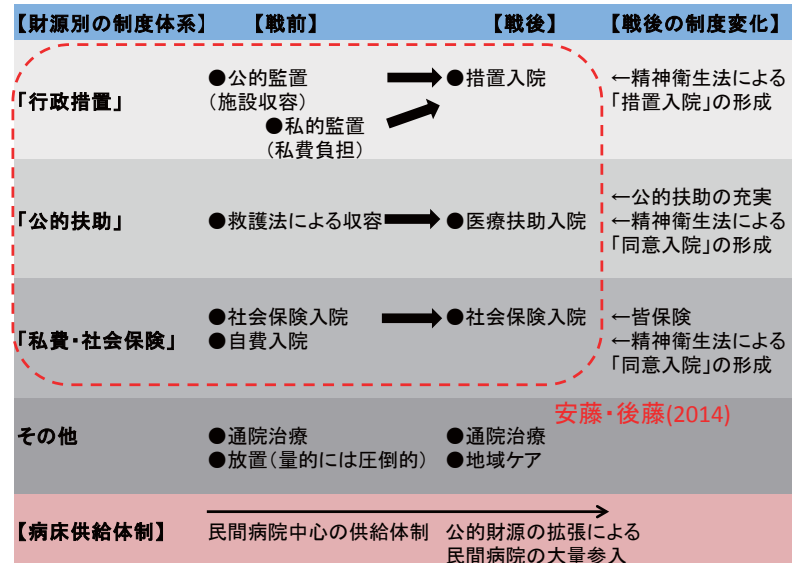 【財源別の制度体系】 【戦前】 【戦後】 【戦後の制度変化】
「行政措置」
●公的監置
(施設収容)
●私的監置
(私費負担)
●措置入院
←精神衛生法による
「措置入院」の形成
「公的扶助」
●救護法による収容
●医療扶助入院
←公的扶助の充実
←精神衛生法による
「同意入院」の形成
「私費・社会保険」
●社会保険入院
●自費入院
●社会保険入院
←皆保険
←精神衛生法による
「同意入院」の形成
安藤・後藤(2014)
その他
●通院治療
●放置(量的には圧倒的)
●通院治療
●地域ケア
【病床供給体制】
民間病院中心の供給体制
公的財源の拡張による
民間病院の大量参入